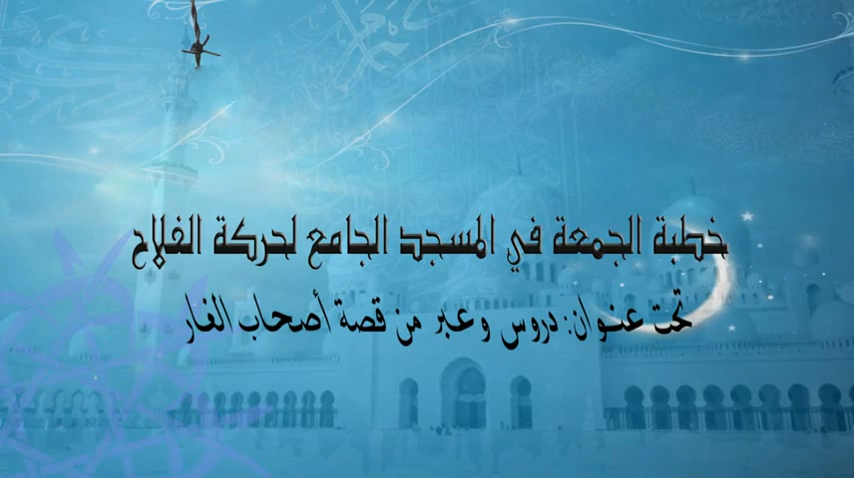 خطبة الجمعة في المسجد الجامع لحركة الفلاح
تحت عنوان: دروس وعبر من قصة أصحاب الغار